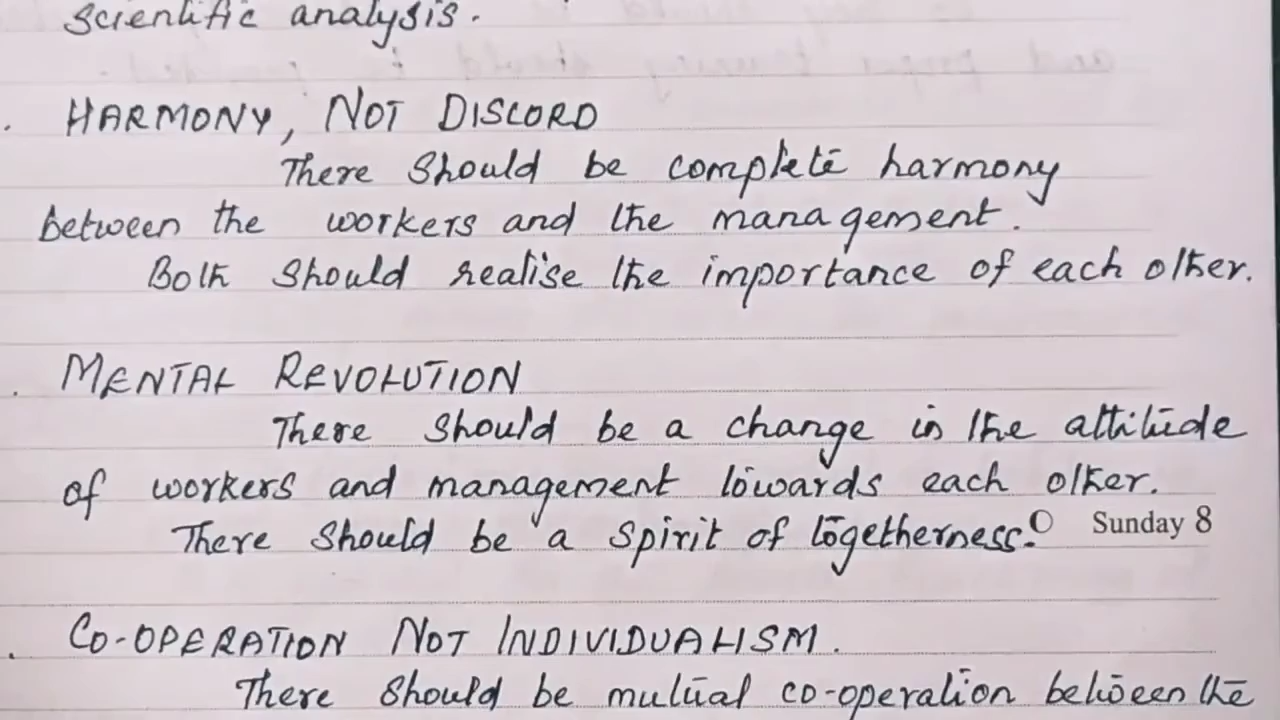 scientific analysis.
. HARMONY, NOT DISCORD
There should be complete harmony
between the workers and the management.
Both should realise the importance of each other.
. MENTAL REVOLUTION
There should be a change in the attitude
of workers and management towards each other.
There should be a spirit of togetherness. Sunday 8
. CO-OPERATION NOT INDIVIDUALISM.
There should be mutual co-operation between the